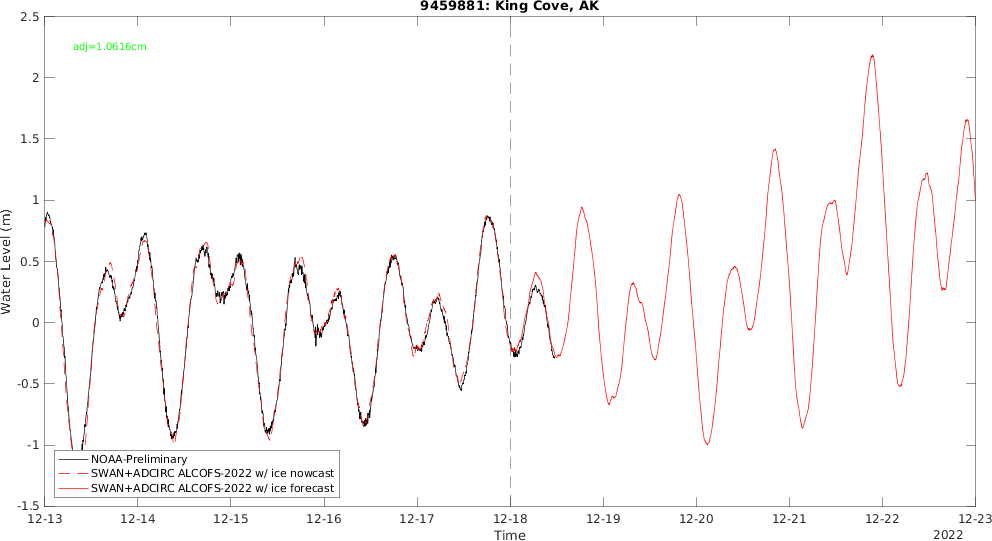 9459881: King Cove, AK
adj=1.0616cm
2.5
2
1.5
1
0.5
0
-0.5
-1
-1.5
Water Level (m)
NOAA-Preliminary
SWAN+ADCIRC ALCOFS-2022 w/ ice nowcast
SWAN+ADCIRC ALCOFS-2022 w/ ice forecast
12-13 12-14 12-15 12-16 12-17 12-18 12-19 12-20 12-21 12-22 12-23
Time
2022